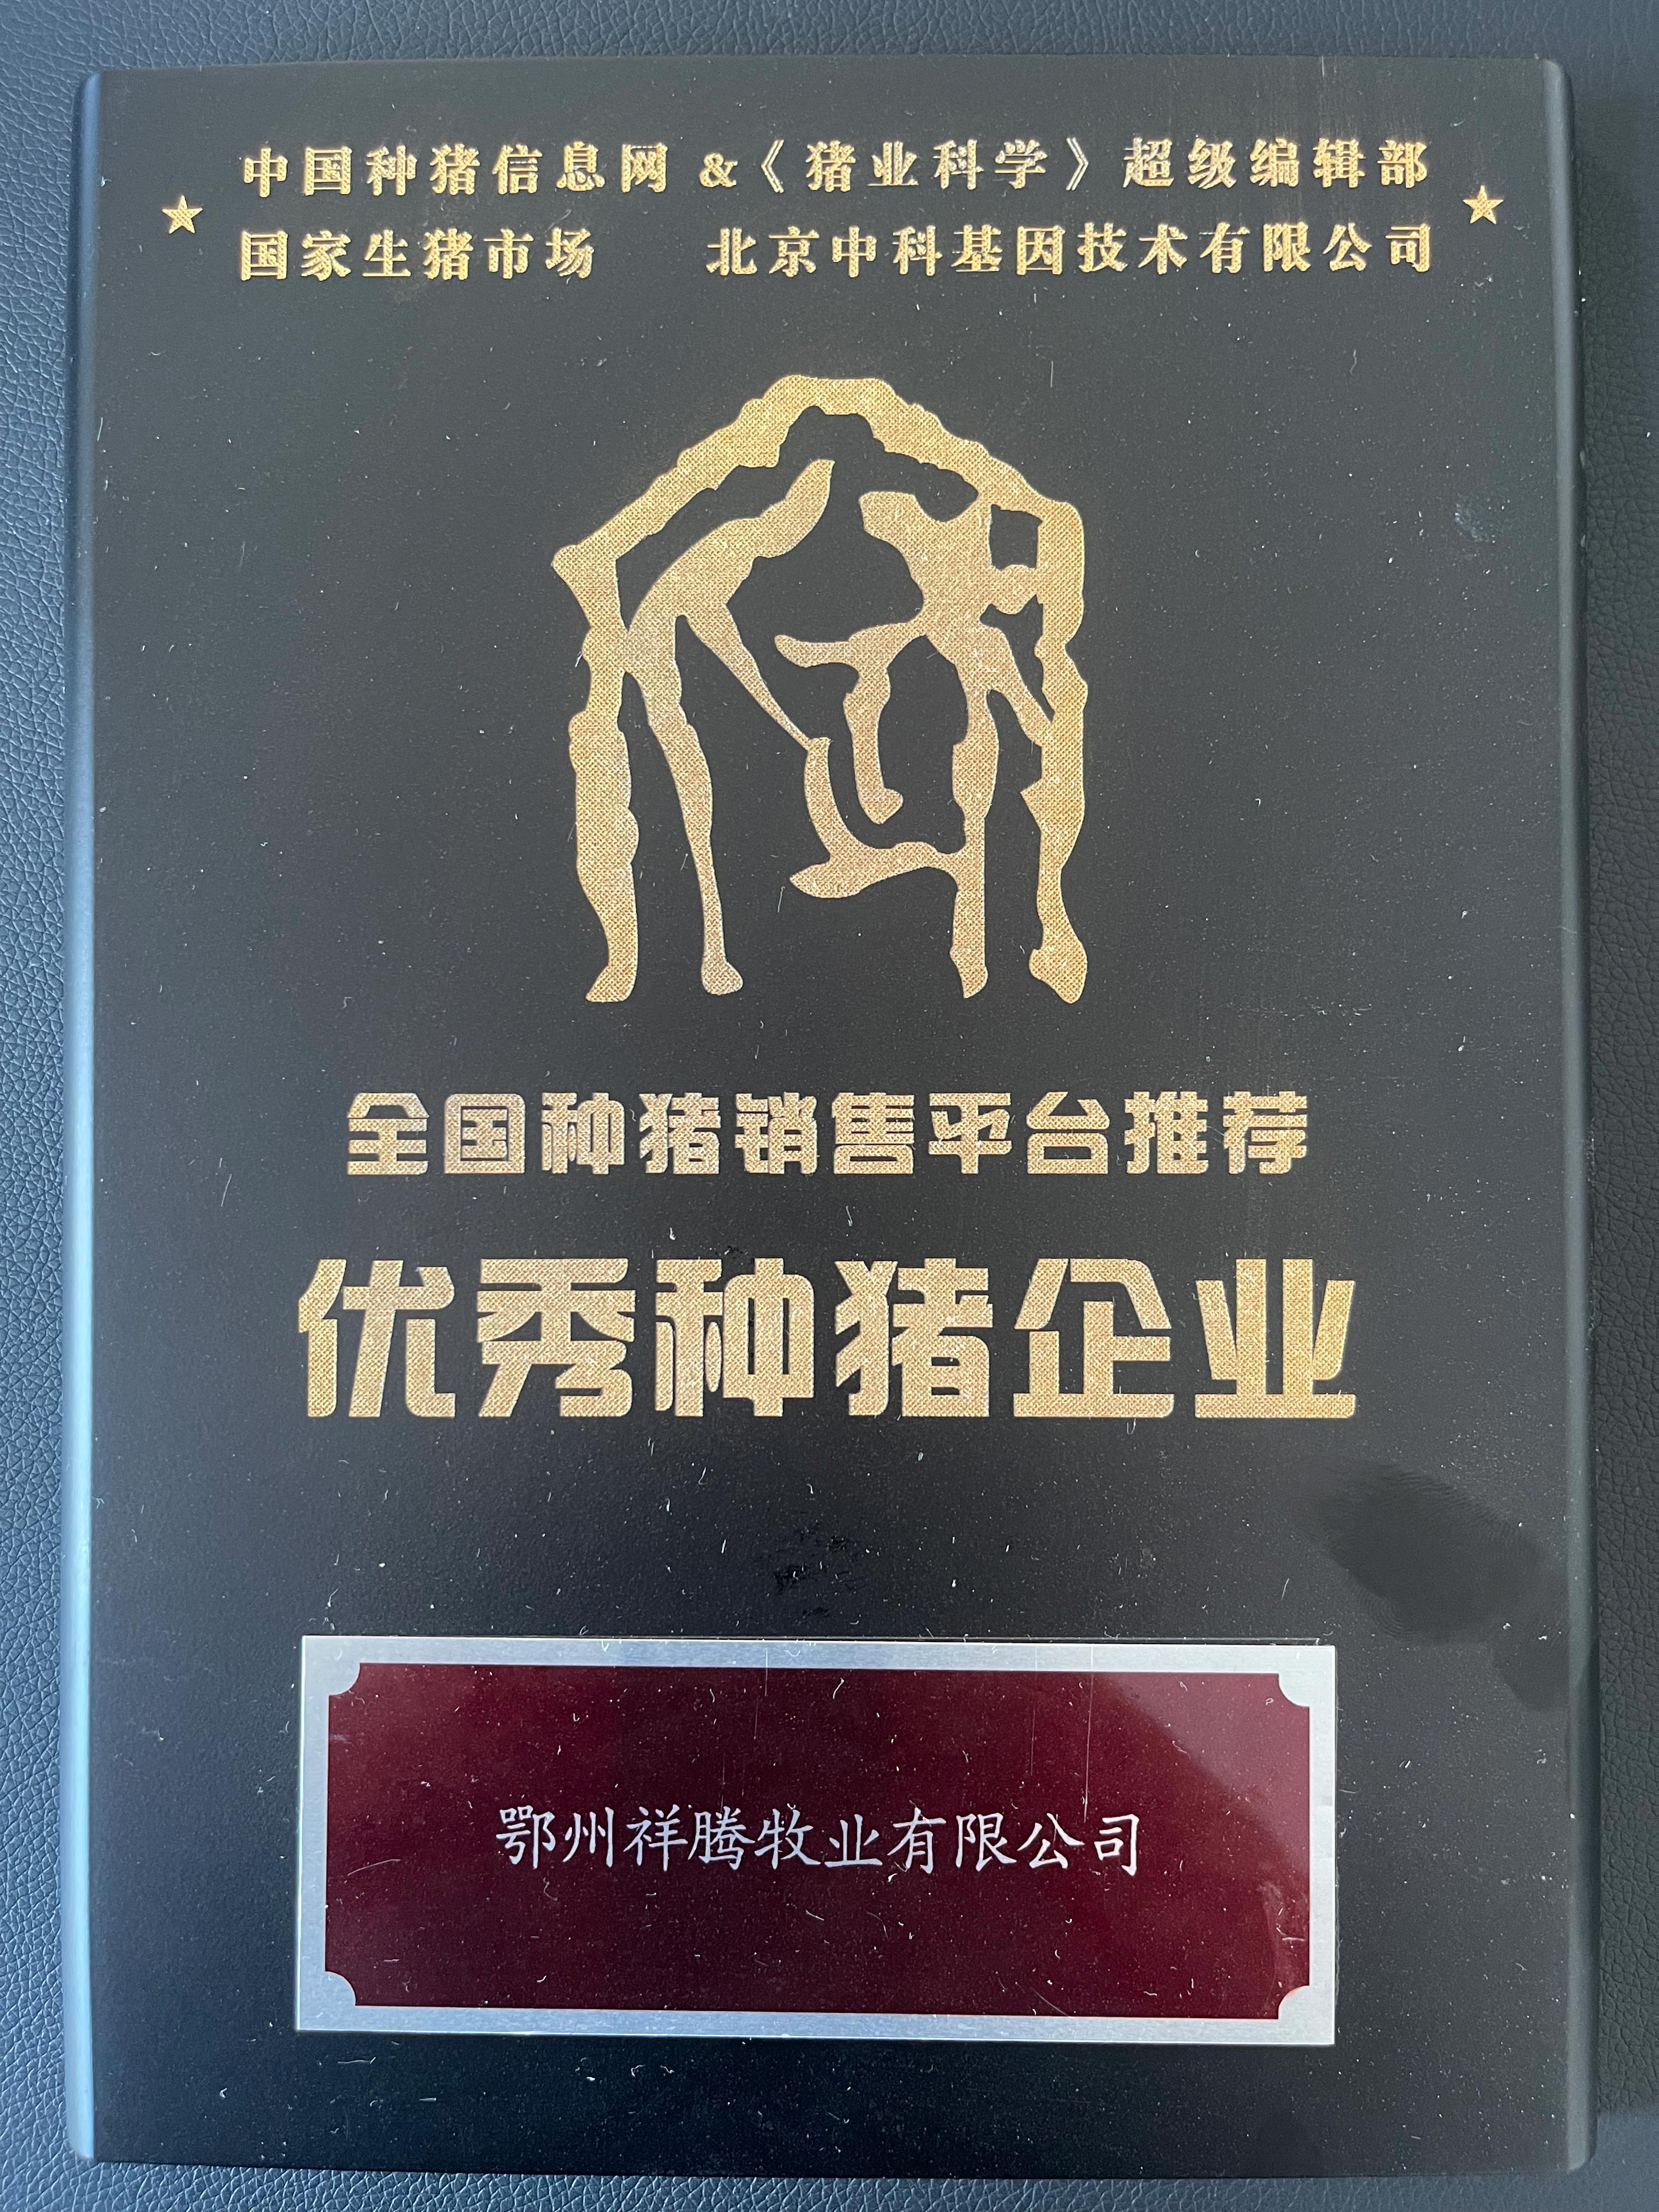 中国种猪信息网 &《猪业科学》超级编辑部
国家生猪市场 北京中科基因技术有限公司
全国种猪销售平台推荐
优秀种猪企业
鄂州祥腾牧业有限公司